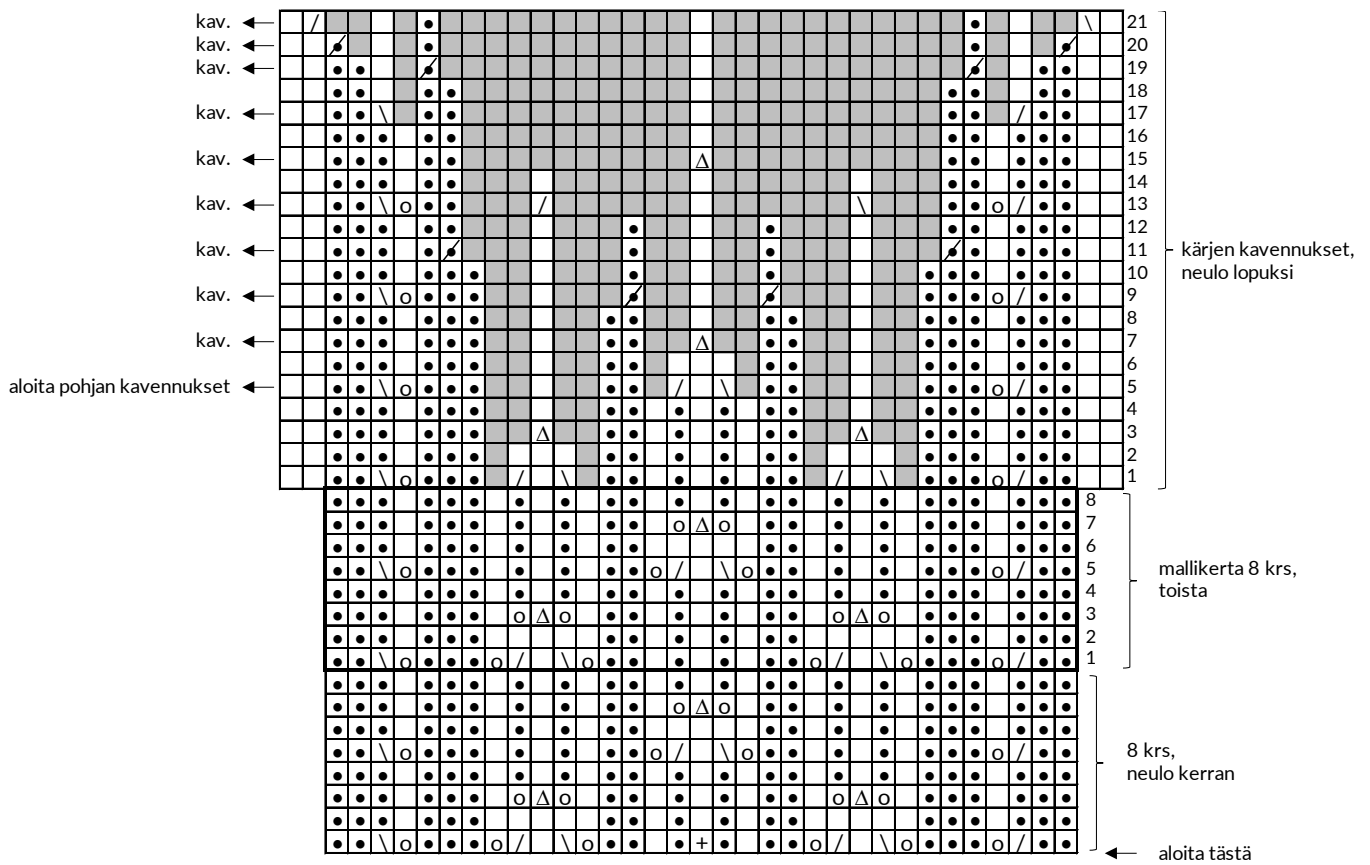 kav. 21
kav. 20
kav. 19
18
kav. 17
16
kav. 15
14
kav. 13
12
kav. 11
10
kav. 9
8
kav. 7
6
aloita pohjan kavennukset 5
4
3
2
1
kärjen kavennukset,
neulo lopuksi
8
7
6
5
4
3
2
1
mallikerta 8 krs,
toista
8 krs,
neulo kerran
aloita tästä